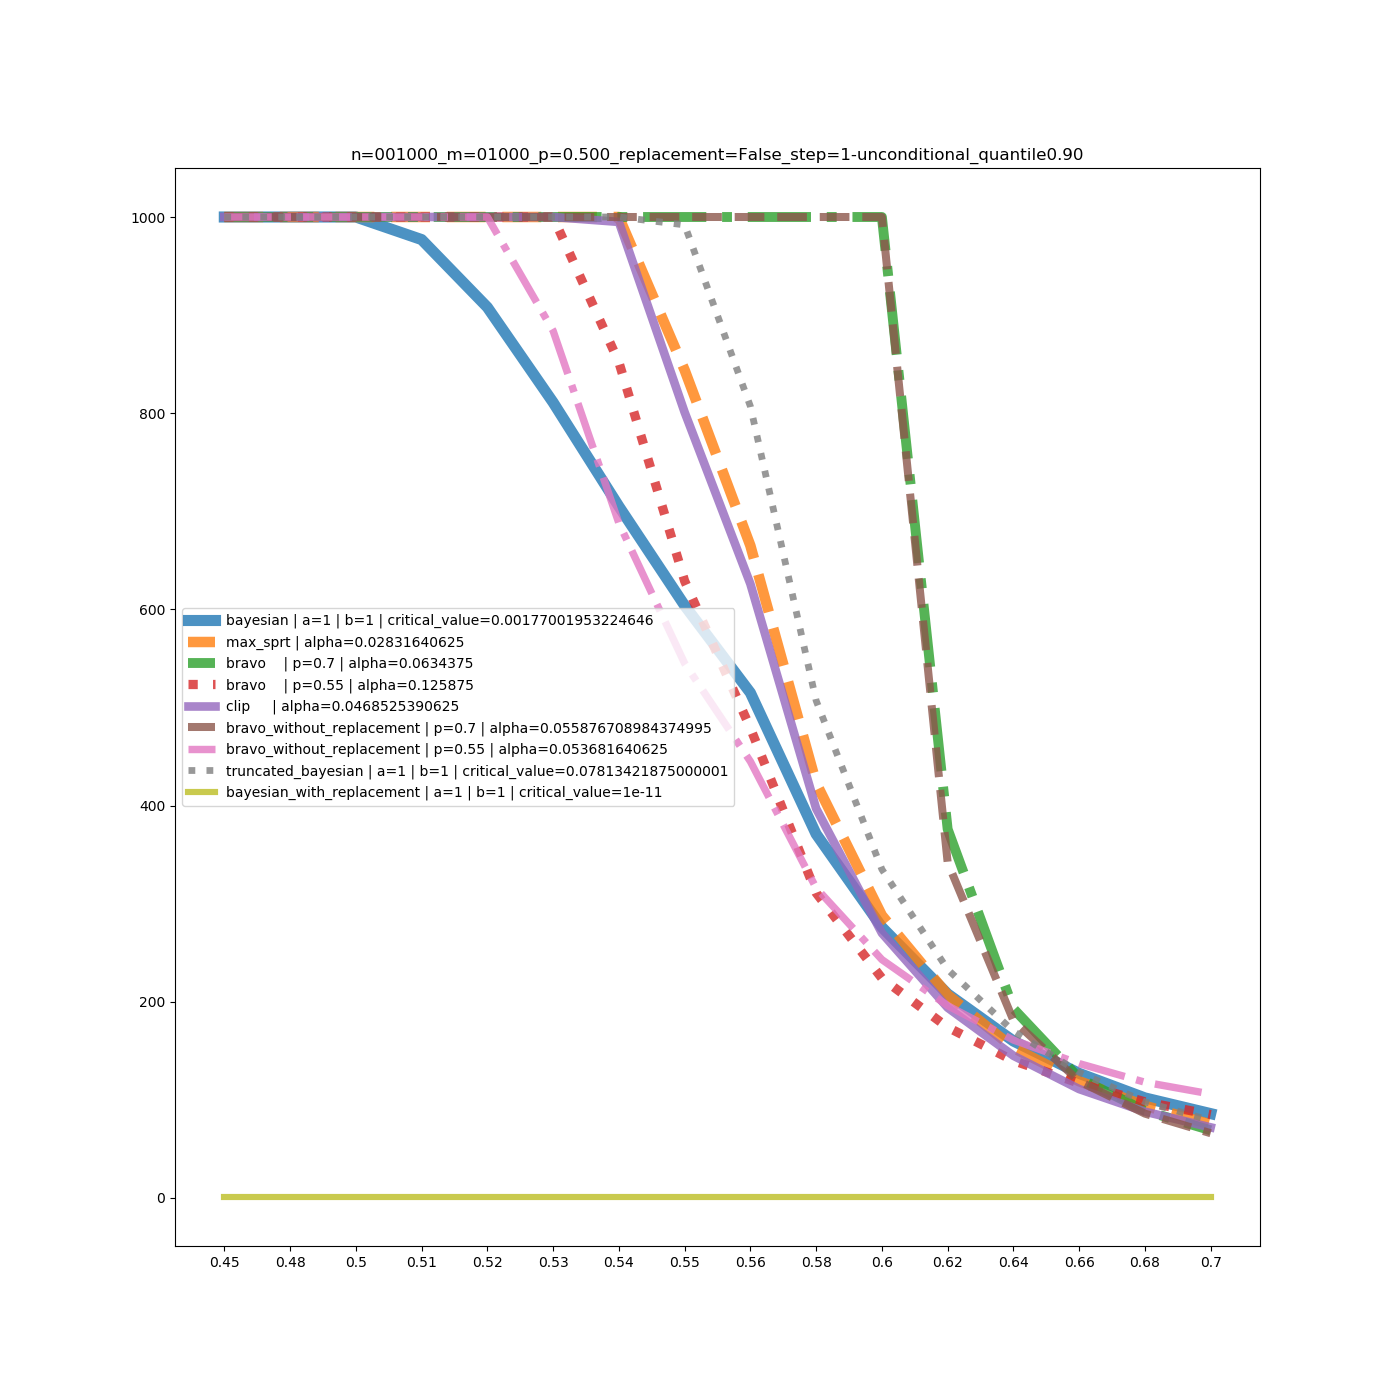 n=001000_m=01000_p=0.500_replacement=False_step=1-unconditional_quantile0.90
1000
800
600
400
200
0
bayesian | a=1 | b=1 | critical_value=0.00177001953224646
max_sprt | alpha=0.02831640625
bravo | p=0.7 | alpha=0.0634375
bravo | p=0.55 | alpha=0.125875
clip | alpha=0.0468525390625
bravo_without_replacement | p=0.7 | alpha=0.055876708984374995
bravo_without_replacement | p=0.55 | alpha=0.053681640625
truncated_bayesian | a=1 | b=1 | critical_value=0.07813421875000001
bayesian_with_replacement | a=1 | b=1 | critical_value=1e-11
0.45 0.48 0.5 0.51 0.52 0.53 0.54 0.55 0.56 0.58 0.6 0.62 0.64 0.66 0.68 0.7